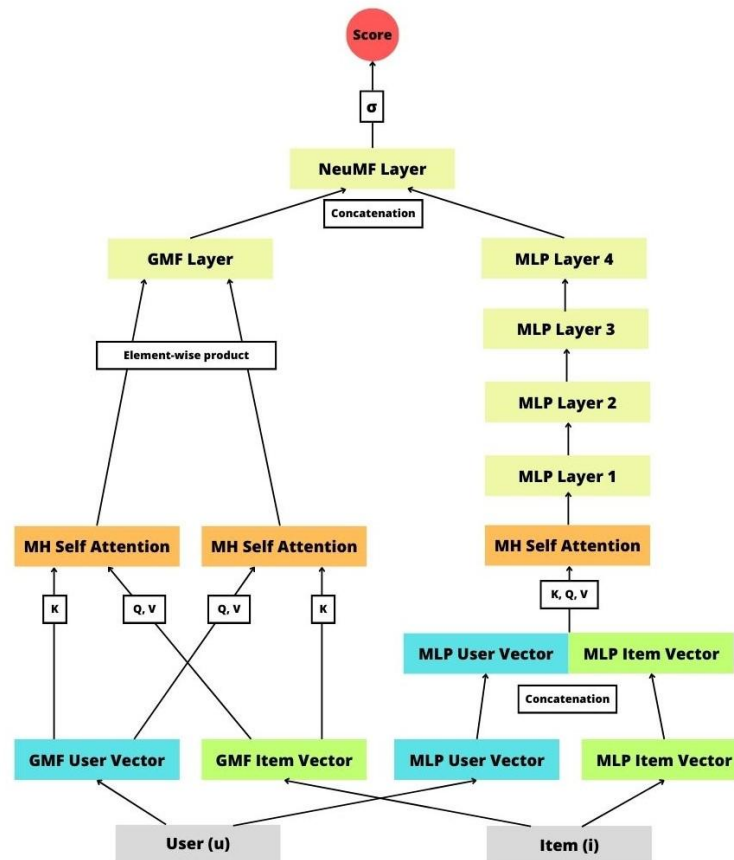 Score
σ
NeuMF Layer
Concatenation
GMF Layer
MLP Layer 4
MLP Layer 3
Element-wise product
MLP Layer 2
MLP Layer 1
MH Self Attention
MH Self Attention
MH Self Attention
K
Q, V
Q, V
K
K, Q, V
MLP User Vector
MLP Item Vector
Concatenation
GMF User Vector
GMF Item Vector
MLP User Vector
MLP Item Vector
User (u)
Item (i)